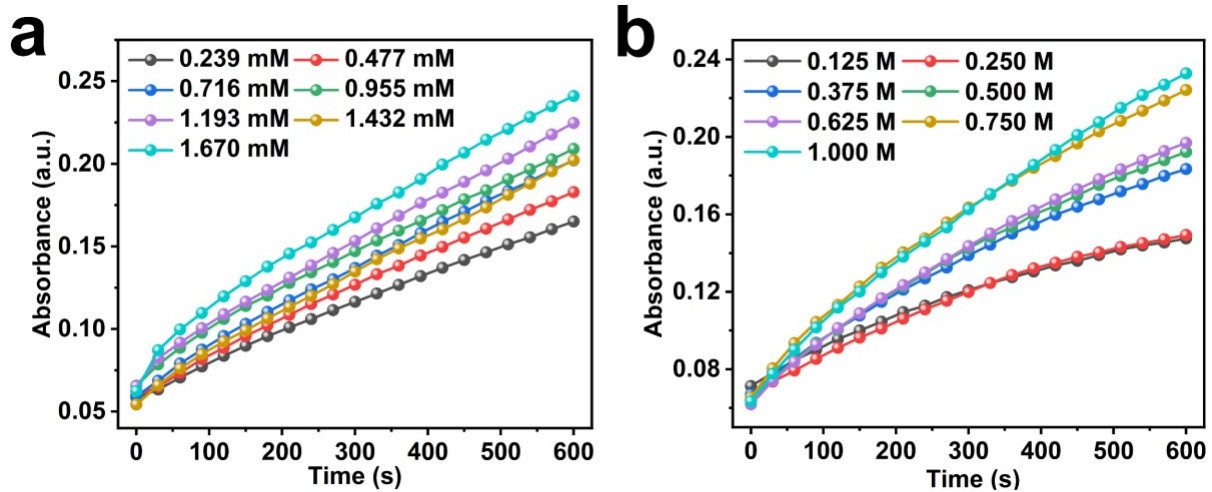 a
0.239 mM 0.477 mM
0.716 mM 0.955 mM
1.193 mM 1.432 mM
1.670 mM
0.25
0.20
0.15
0.10
0.05
Absorbance (a.u.)
0 100 200 300 400 500 600
Time (s)
b
0.125 M 0.250 M
0.375 M 0.500 M
0.625 M 0.750 M
1.000 M
0.24
0.20
0.16
0.12
0.08
Absorbance (a.u.)
0 100 200 300 400 500 600
Time (s)